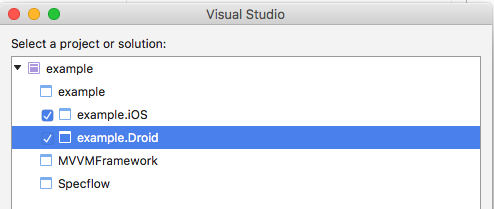 Visual Studio
Select a project or solution:
example
example
example.iOS
example.Droid
MVVMFramework
Specflow